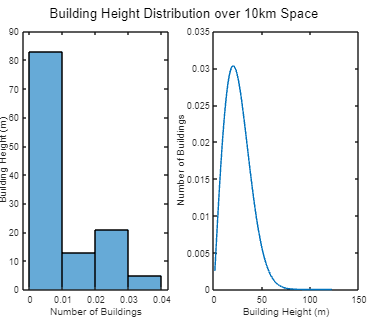 Building Height Distribution over 10km Space
90
80
70
60
50
40
30
20
10
0
Building Height (m)
0 0.01 0.02 0.03 0.04
Number of Buildings
0.035
0.03
0.025
0.02
0.015
0.01
0.005
0
Number of Buildings
0 50 100 150
Building Height (m)